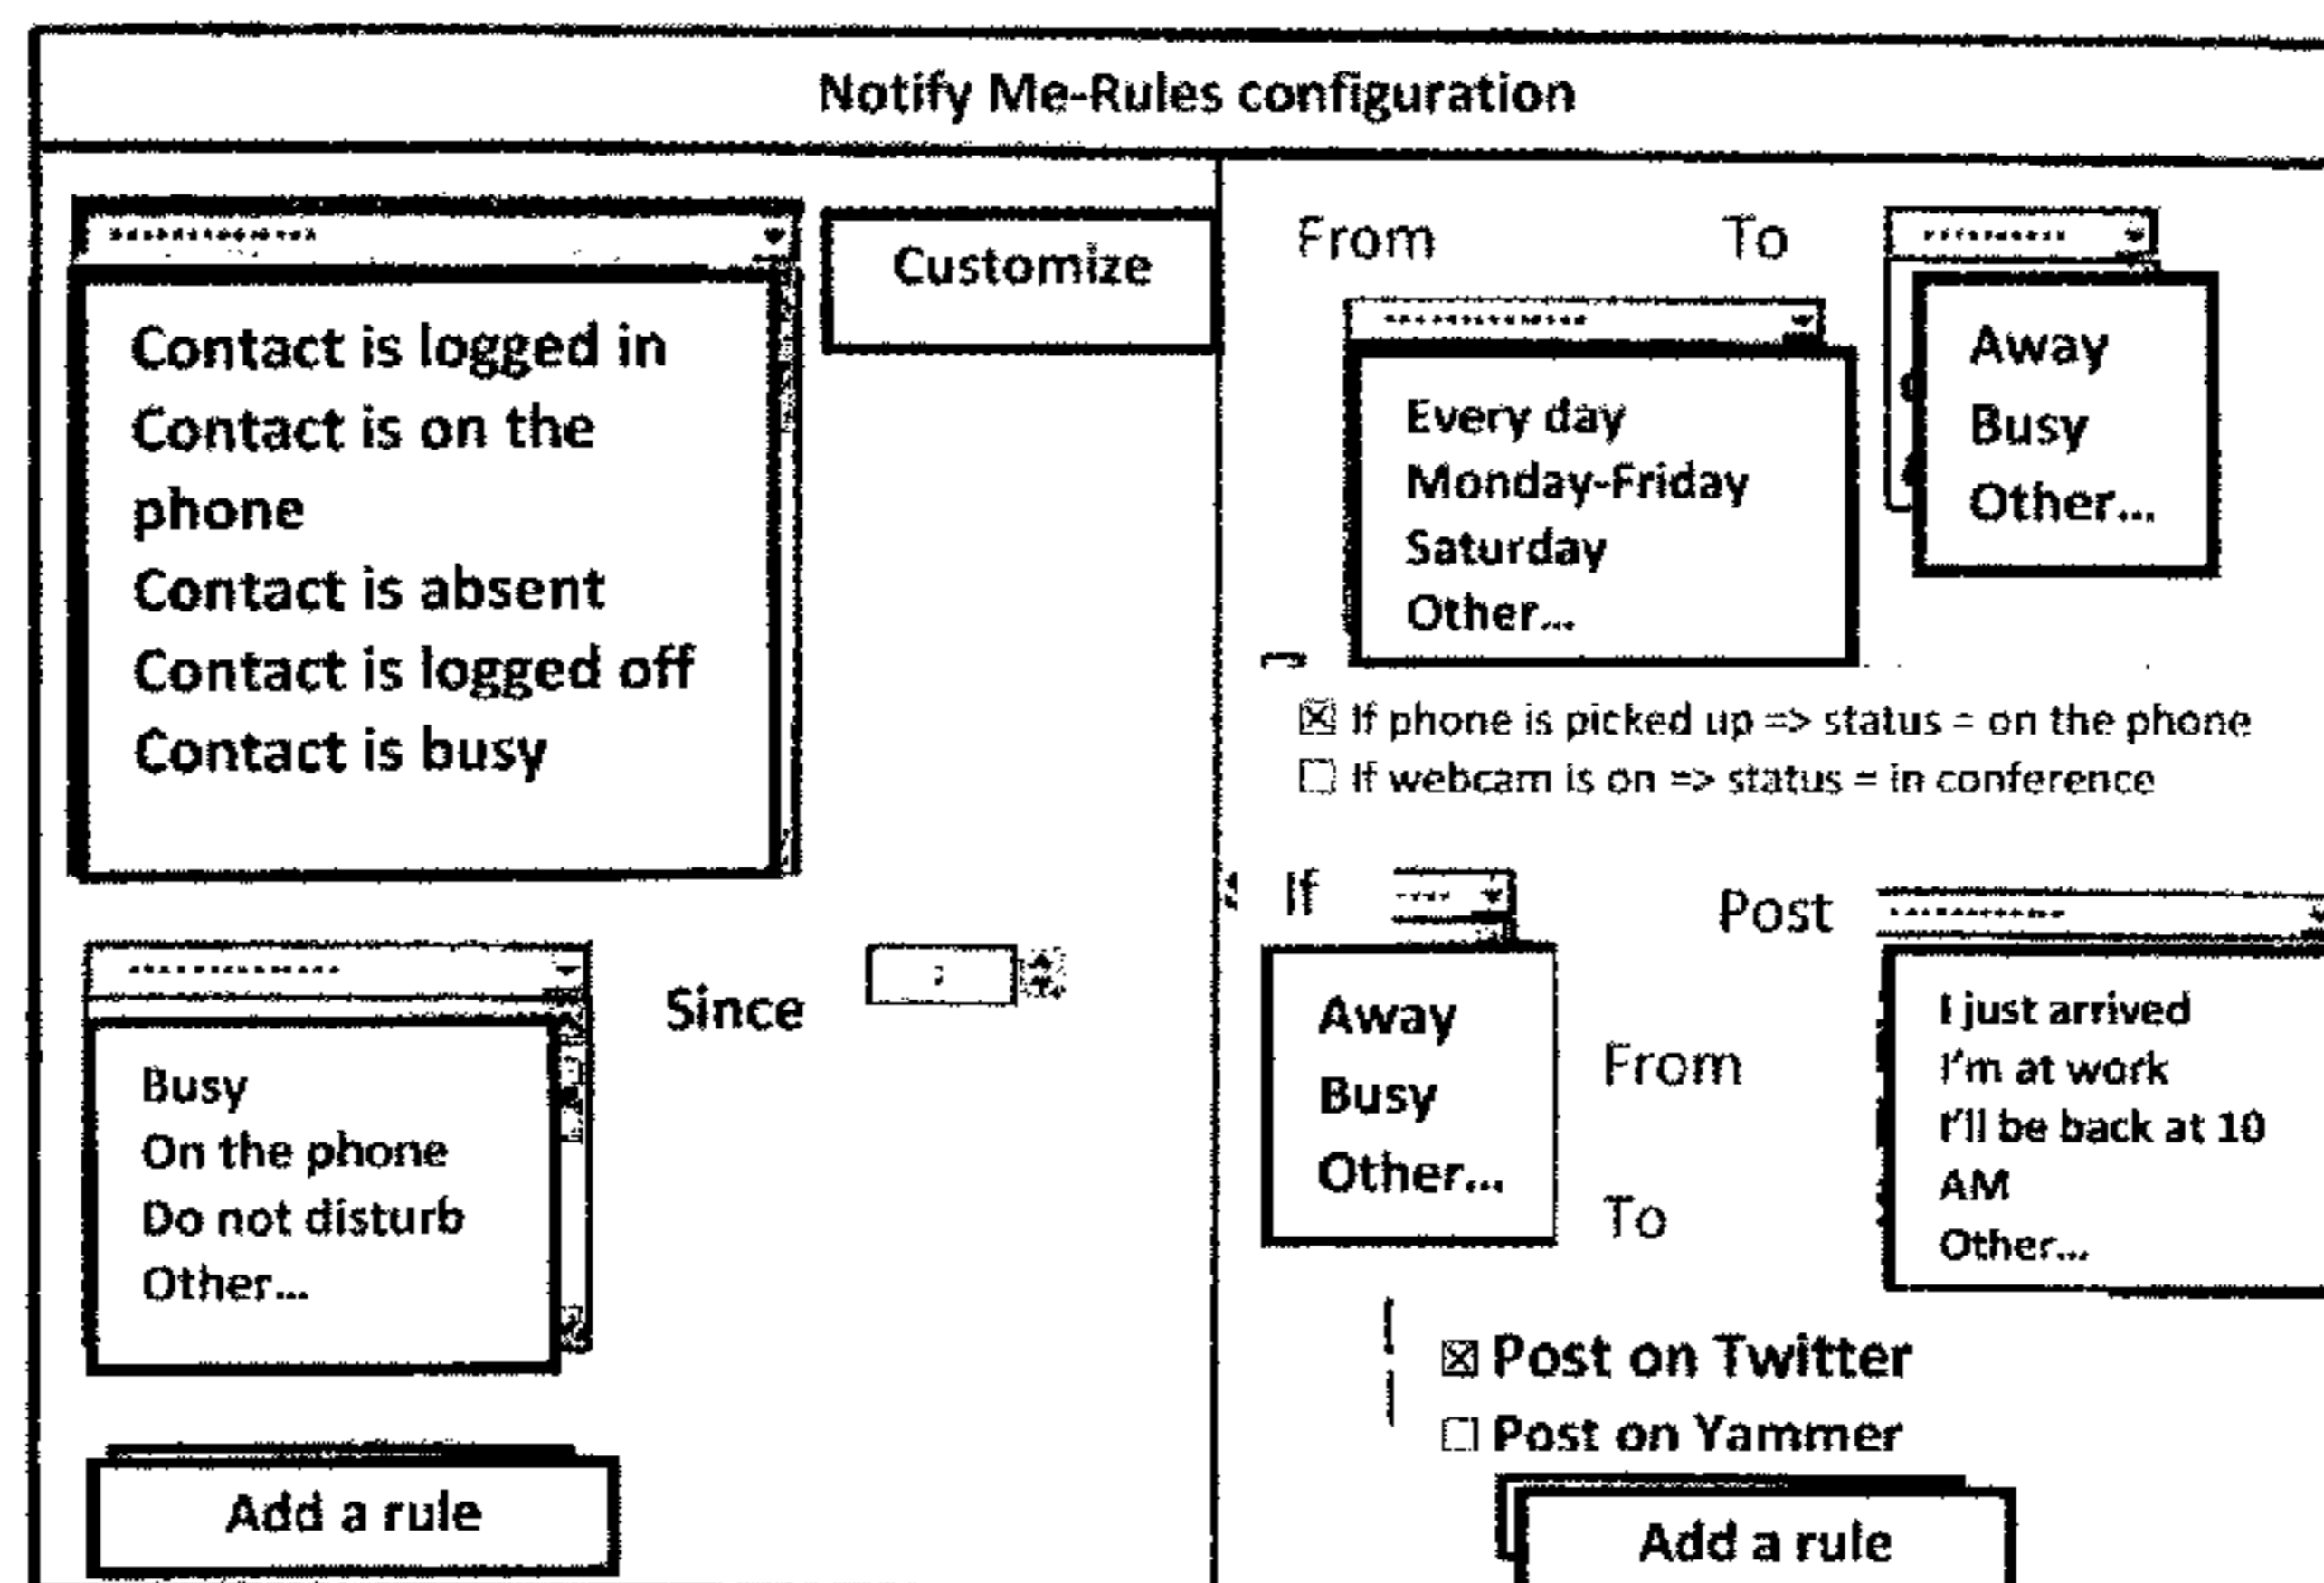 Notify Me-Rules configuration
Customize
Contact is logged in
Contact is on the
phone
Contact is absent
Contact is logged off
Contact is busy
Since
Busy
On the phone
Do not disturb
Other...
Add a rule
From
To
Every day
Monday-Friday
Saturday
Other...
Away
Busy
Other...
If phone is picked up => status = on the phone
If webcam is on => status = in conference
If
Post
Away
Busy
Other...
From
To
I just arrived
I'm at work
I'll be back at 10
AM
Other...
Post on Twitter
Post on Yammer
Add a rule